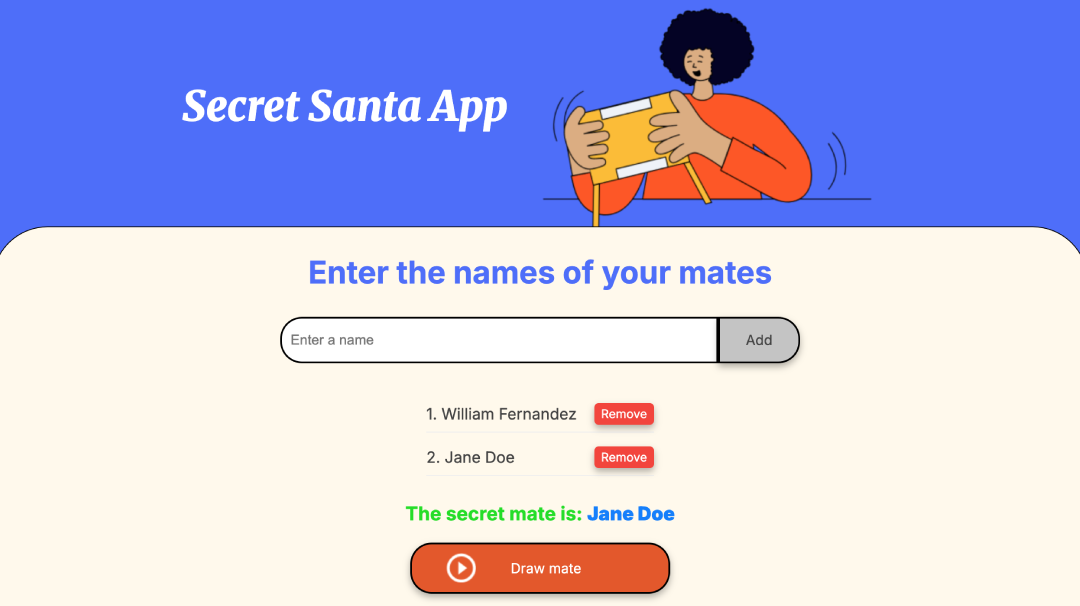 Secret Santa App
Enter the names of your mates
Enter a name
Add
1. William Fernandez Remove
2. Jane Doe Remove
The secret mate is: Jane Doe
Draw mate